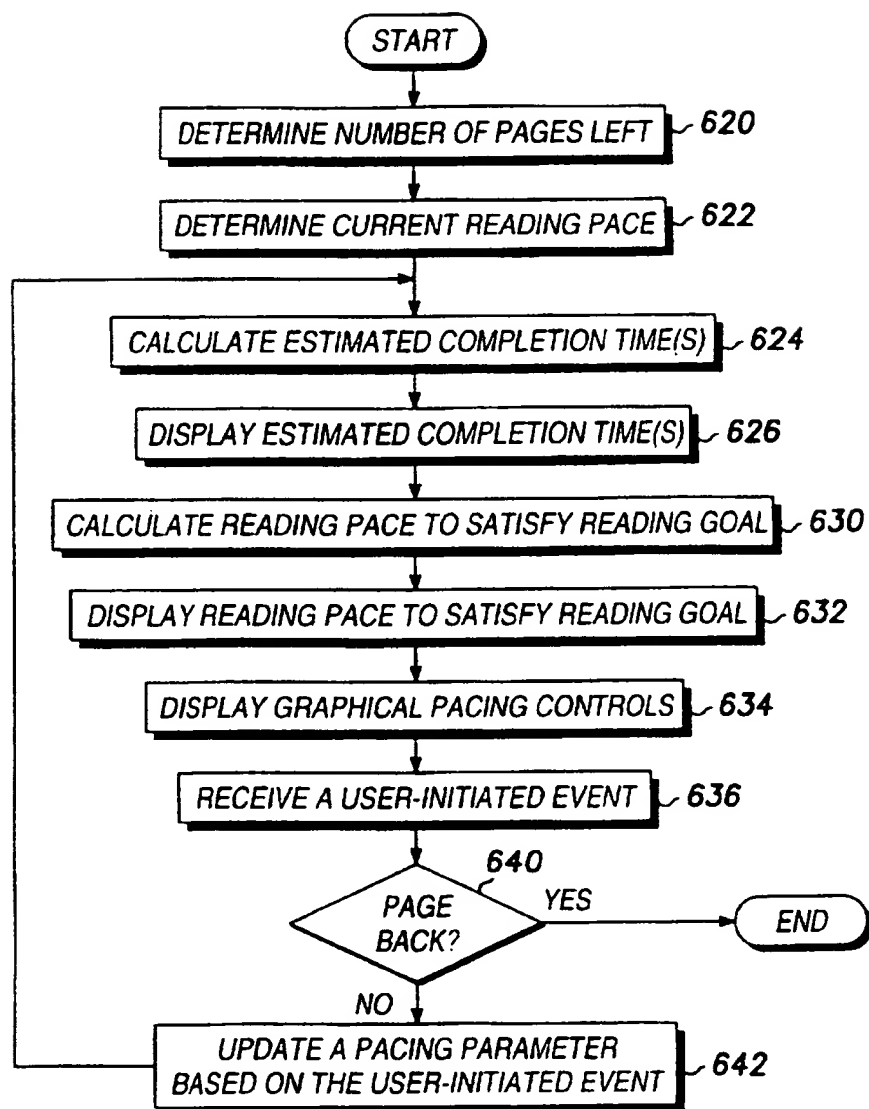 START
DETERMINE NUMBER OF PAGES LEFT 620
DETERMINE CURRENT READING PACE 622
CALCULATE ESTIMATED COMPLETION TIME(S) 624
DISPLAY ESTIMATED COMPLETION TIME(S) 626
CALCULATE READING PACE TO SATISFY READING GOAL 630
DISPLAY READING PACE TO SATISFY READING GOAL 632
DISPLAY GRAPHICAL PACING CONTROLS 634
RECEIVE A USER-INITIATED EVENT 636
640
PAGE
BACK?
YES
END
NO
UPDATE A PACING PARAMETER
BASED ON THE USER-INITIATED EVENT 642